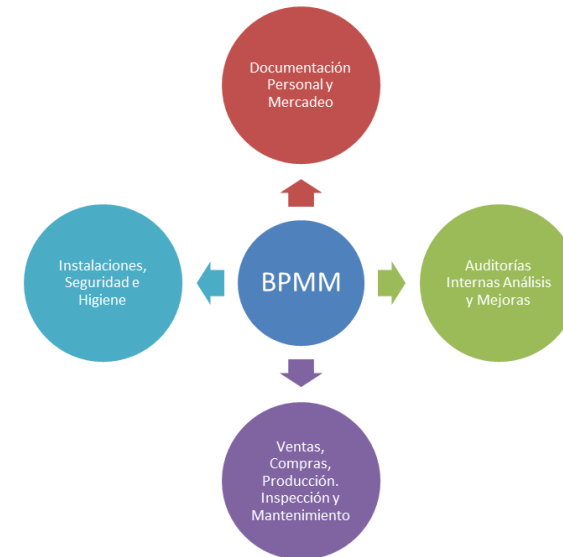 Documentación
Personal y
Mercadeo
Instalaciones,
Seguridad e
Higiene
BPMM
Auditorías
Internas Análisis
y Mejoras
Ventas,
Compras,
Producción.
Inspección y
Mantenimiento